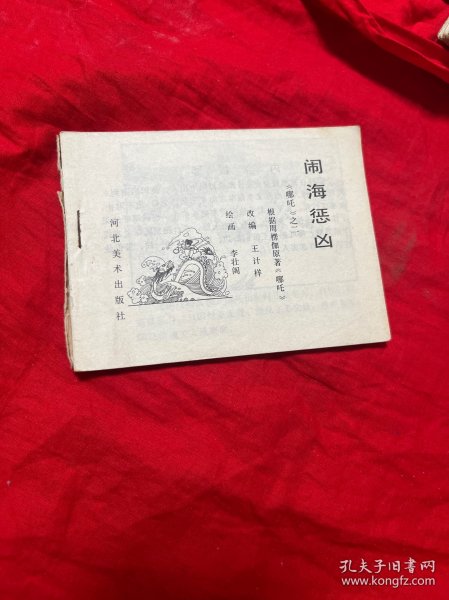 闹海惩凶
《哪吒》之二
根据周楞伽原著《哪吒》
改编 王计祥
绘画 李壮阁
河北美术出版社
孔夫子旧书网
www.kongfz.com